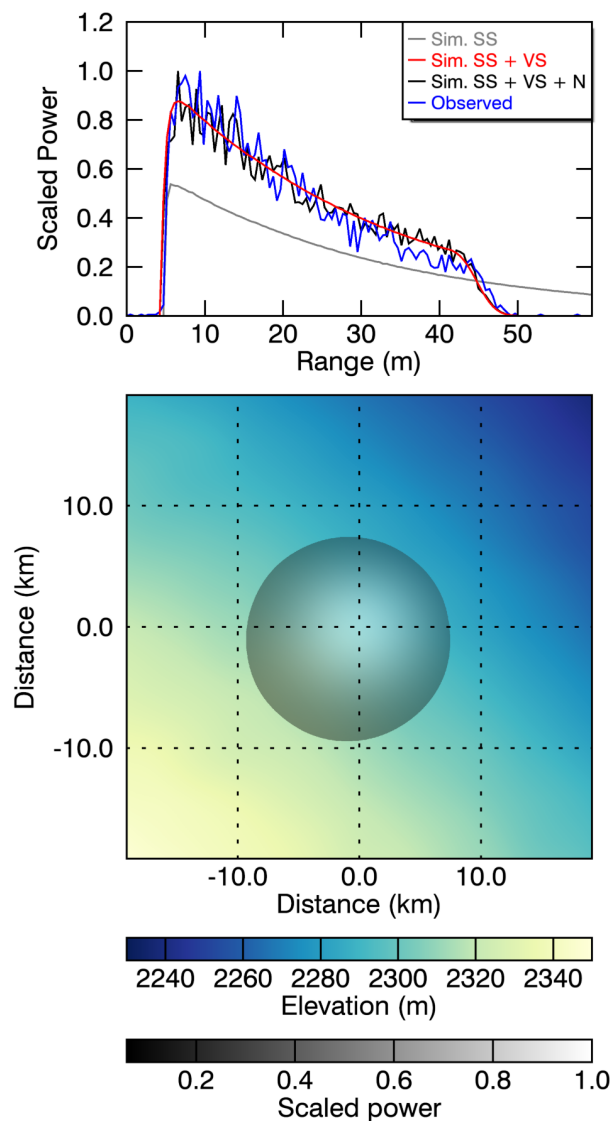 1.2
1.0
0.8
0.6
0.4
0.2
0.0
Scaled Power
Sim. SS
Sim. SS + VS
Sim. SS + VS + N
Observed
0 10 20 30 40 50
Range (m)
10.0
0.0
-10.0
Distance (km)
-10.0 0.0 10.0
Distance (km)
2240 2260 2280 2300 2320 2340
Elevation (m)
0.2 0.4 0.6 0.8 1.0
Scaled power